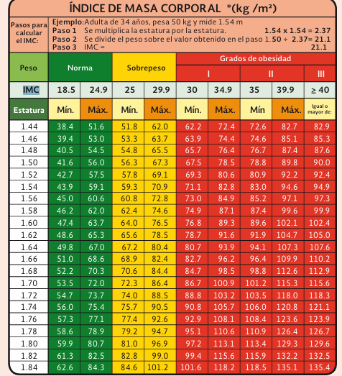 ÍNDICE DE MASA CORPORAL *(kg /m²)
Pasos para calcular el IMC:
Ejemplo: Adulta de 34 años, pesa 50 kg y mide 1.54 m
Paso 1 Se multiplica la estatura por la estatura. 1.54 x 1.54 = 2.37
Paso 2 Se divide el peso sobre el valor obtenido en el paso 1. 50 ÷ 2.37= 21.1
Paso 3 IMC = 21.1
Peso Norma Sobrepeso Grados de obesidad
I II III
IMC 18.5 24.9 25 29.9 30 34.9 35 39.9 ≥ 40
Estatura Mín. Máx. Mín. Máx. Mín. Máx. Mín. Máx. Igual o mayor de:
1.44 38.4 51.6 51.8 62.0 62.2 72.4 72.6 82.7 82.9
1.46 39.4 53.0 53.3 63.7 63.9 74.4 74.6 85.1 85.3
1.48 40.5 54.5 54.8 65.5 65.7 76.4 76.7 87.4 87.6
1.50 41.6 56.0 56.3 67.3 67.5 78.5 78.8 89.8 90.0
1.52 42.7 57.5 57.8 69.1 69.3 80.6 80.9 92.2 92.4
1.54 43.9 59.1 59.3 70.9 71.1 82.8 83.0 94.6 94.9
1.56 45.0 60.6 60.8 72.8 73.0 84.9 85.2 97.1 97.3
1.58 46.2 62.0 62.4 74.6 74.9 87.1 87.4 99.6 99.9
1.60 47.4 63.7 64.0 76.5 76.8 89.3 89.6 102.1 102.4
1.62 48.6 65.3 65.6 78.5 78.7 91.6 91.9 104.7 105.0
1.64 49.8 67.0 67.2 80.4 80.7 93.9 94.1 107.3 107.6
1.66 51.0 68.6 68.9 82.4 82.7 96.2 96.4 109.9 110.2
1.68 52.2 70.3 70.6 84.4 84.7 98.5 98.8 112.6 112.9
1.70 53.5 72.0 72.3 86.4 86.7 100.9 101.2 115.3 115.6
1.72 54.7 73.7 74.0 88.5 88.8 103.2 103.5 118.0 118.3
1.74 56.0 75.4 75.7 90.5 90.8 105.7 106.0 120.8 121.1
1.76 57.3 77.1 77.4 92.6 92.9 108.1 108.4 123.6 123.9
1.78 58.6 78.9 79.2 94.7 95.1 110.6 110.9 126.4 126.7
1.80 59.9 80.7 81.0 96.9 97.2 113.1 113.4 129.3 129.6
1.82 61.3 82.5 82.8 99.0 99.4 115.6 115.9 132.2 132.5
1.84 62.6 84.3 84.6 101.2 101.6 118.2 118.5 135.1 135.4